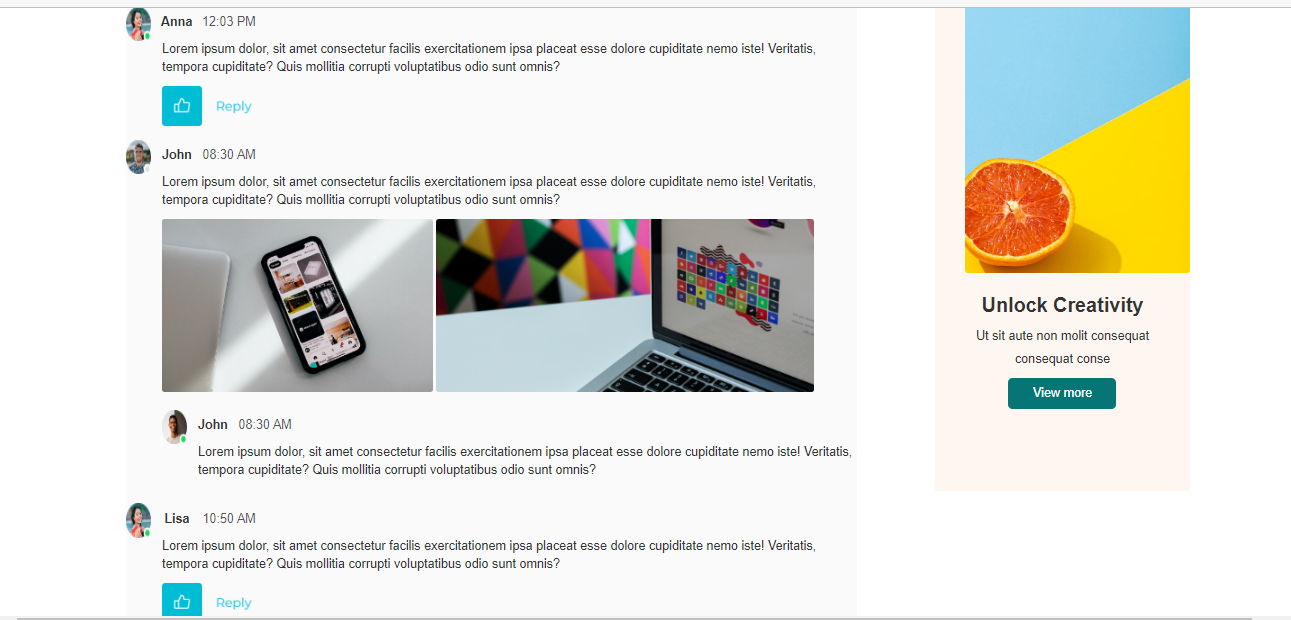 Anna 12:03 PM
Lorem ipsum dolor, sit amet consectetur facilis exercitationem ipsa placeat esse dolore cupiditate nemo iste! Veritatis,
tempora cupiditate? Quis mollitia corrupti voluptatibus odio sunt omnis?
Reply
John 08:30 AM
Lorem ipsum dolor, sit amet consectetur facilis exercitationem ipsa placeat esse dolore cupiditate nemo iste! Veritatis,
tempora cupiditate? Quis mollitia corrupti voluptatibus odio sunt omnis?
John 08:30 AM
Lorem ipsum dolor, sit amet consectetur facilis exercitationem ipsa placeat esse dolore cupiditate nemo iste! Veritatis,
tempora cupiditate? Quis mollitia corrupti voluptatibus odio sunt omnis?
Lisa 10:50 AM
Lorem ipsum dolor, sit amet consectetur facilis exercitationem ipsa placeat esse dolore cupiditate nemo iste! Veritatis,
tempora cupiditate? Quis mollitia corrupti voluptatibus odio sunt omnis?
Reply
Unlock Creativity
Ut sit aute non molit consequat
consequat conse
View more